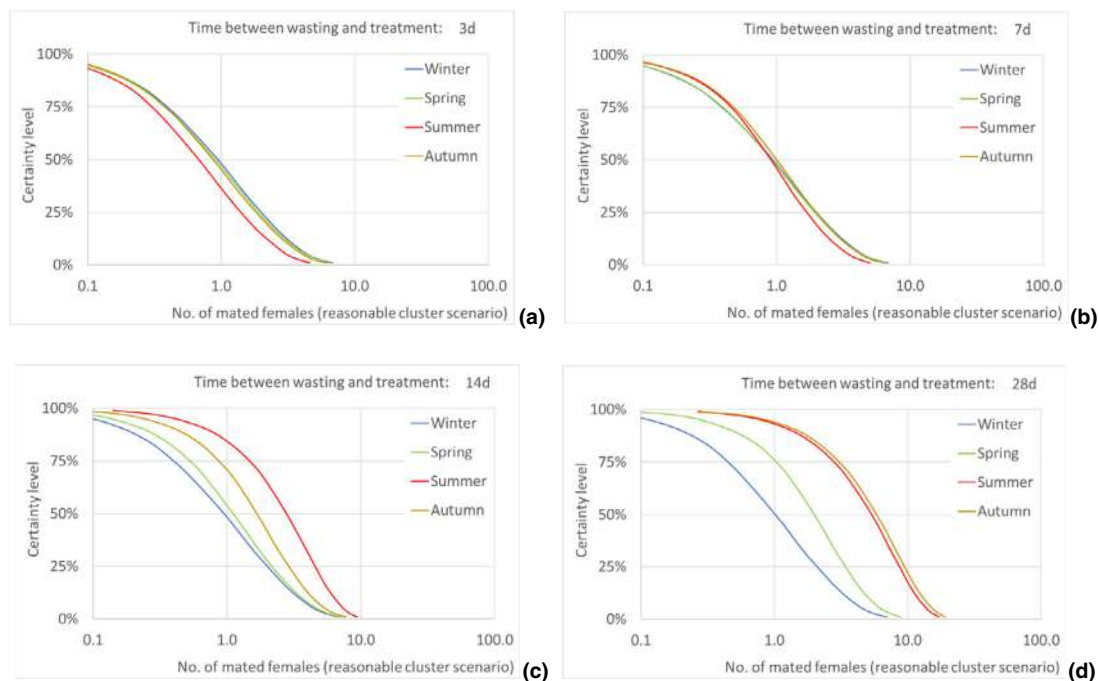 Time between wasting and treatment: 3d
100%
75%
50%
25%
0%
Certainty level
Winter
Spring
Summer
Autumn
0.1 1.0 10.0 100.0
No. of mated females (reasonable cluster scenario)
(a)
Time between wasting and treatment: 7d
100%
75%
50%
25%
0%
Certainty level
Winter
Spring
Summer
Autumn
0.1 1.0 10.0 100.0
No. of mated females (reasonable cluster scenario)
(b)
Time between wasting and treatment: 14d
100%
75%
50%
25%
0%
Certainty level
Winter
Spring
Summer
Autumn
0.1 1.0 10.0 100.0
No. of mated females (reasonable cluster scenario)
(c)
Time between wasting and treatment: 28d
100%
75%
50%
25%
0%
Certainty level
Winter
Spring
Summer
Autumn
0.1 1.0 10.0 100.0
No. of mated females (reasonable cluster scenario)
(d)